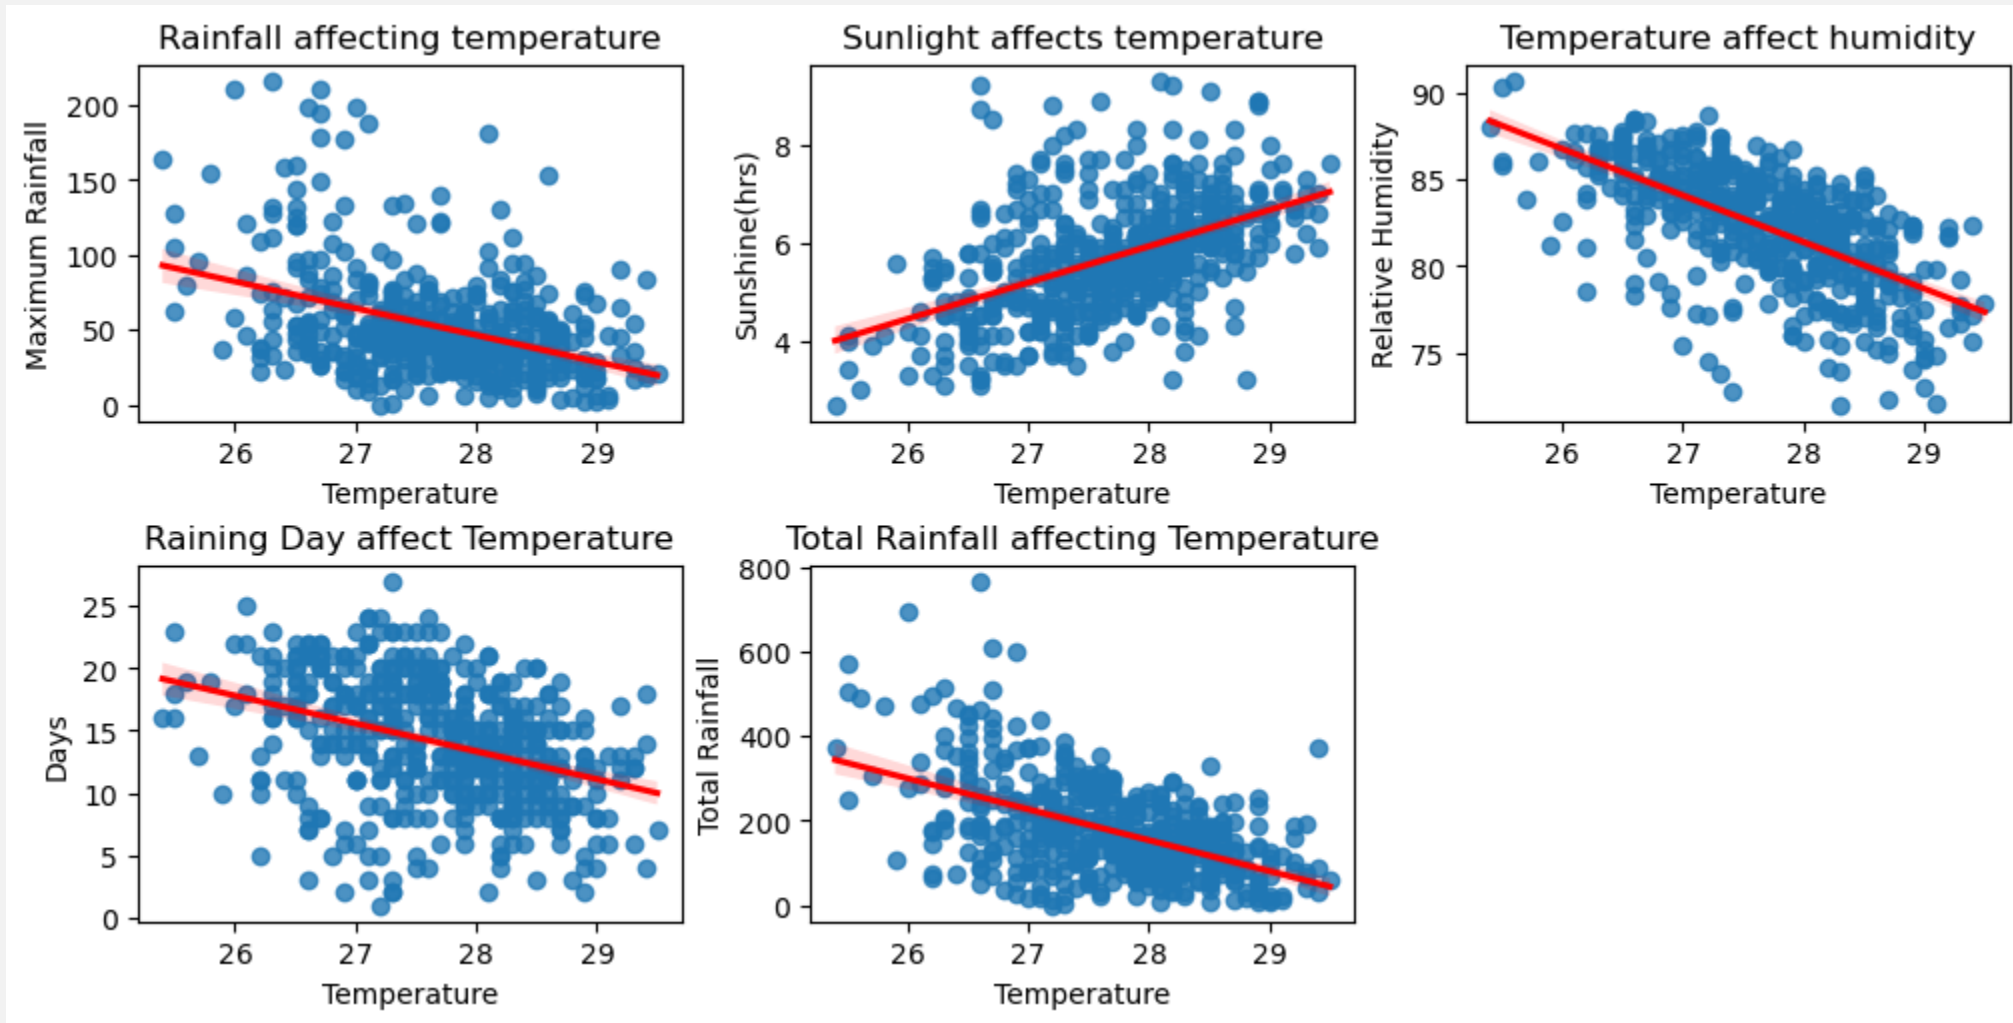 Rainfall affecting temperature
Maximum Rainfall
200
150
100
50
0
26 27 28 29
Temperature
Sunlight affects temperature
Sunshine(hrs)
8
6
4
26 27 28 29
Temperature
Temperature affect humidity
Relative Humidity
90
85
80
75
26 27 28 29
Temperature
Raining Day affect Temperature
Days
25
20
15
10
5
0
26 27 28 29
Temperature
Total Rainfall affecting Temperature
Total Rainfall
800
600
400
200
0
26 27 28 29
Temperature